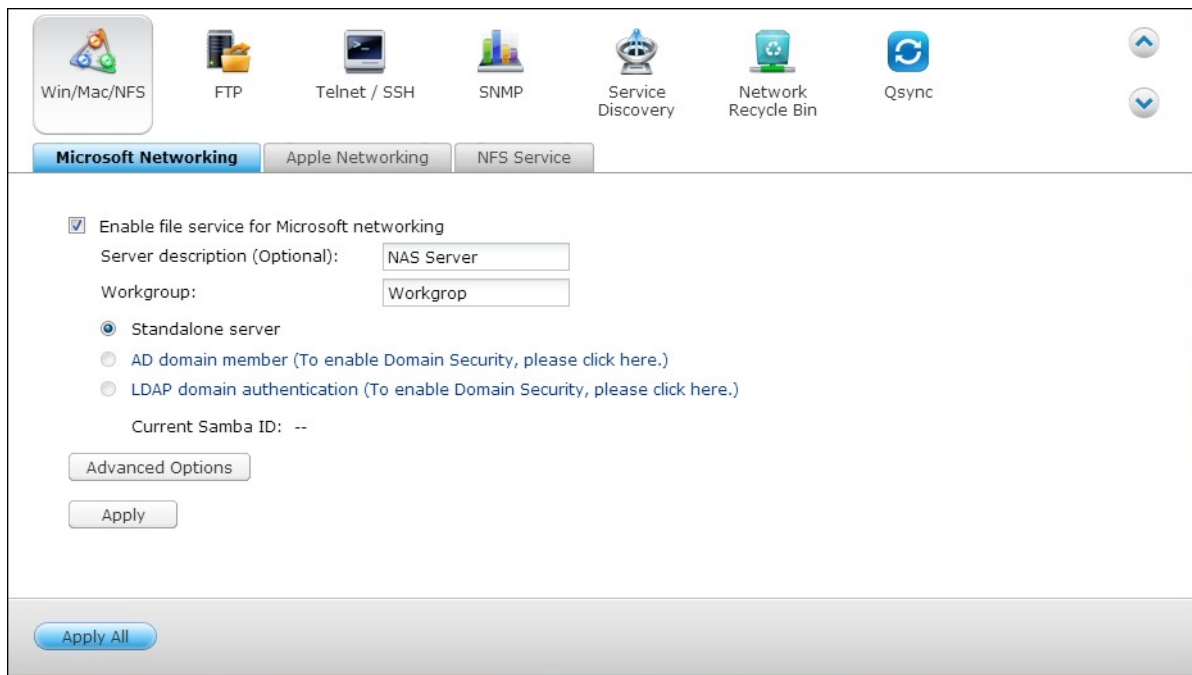 Win/Mac/NFS
FTP
Telnet / SSH
SNMP
Service
Discovery
Network
Recycle Bin
Qsync
Microsoft Networking
Apple Networking
NFS Service
Enable file service for Microsoft networking
Server description (Optional): NAS Server
Workgroup: Workgrop
Standalone server
AD domain member (To enable Domain Security, please click here.)
LDAP domain authentication (To enable Domain Security, please click here.)
Current Samba ID: --
Advanced Options
Apply
Apply All